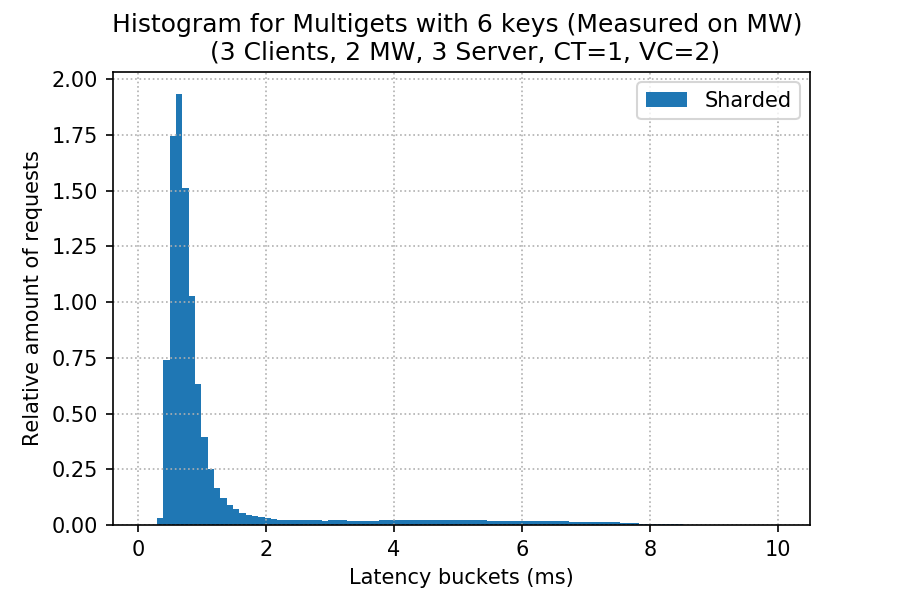 Histogram for Multigets with 6 keys (Measured on MW)
(3 Clients, 2 MW, 3 Server, CT=1, VC=2)
Sharded
Relative amount of requests
2.00
1.75
1.50
1.25
1.00
0.75
0.50
0.25
0.00
0 2 4 6 8 10
Latency buckets (ms)